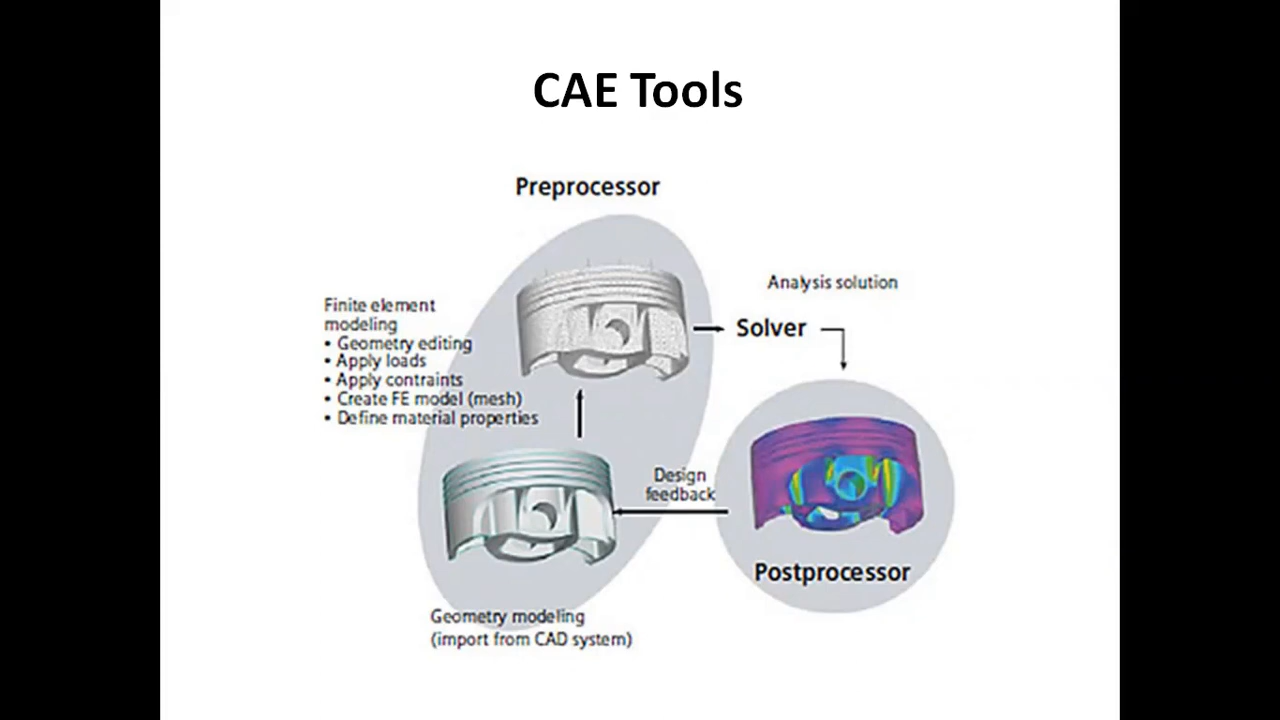 CAE Tools
Preprocessor
Analysis solution
Finite element
modeling
• Geometry editing
• Apply loads
• Apply contraints
• Create FE model (mesh)
• Define material properties
Solver
Design
feedback
Postprocessor
Geometry modeling
(import from CAD system)